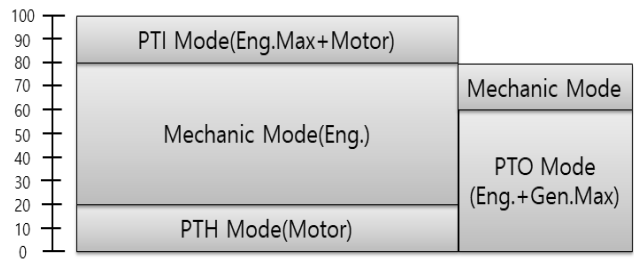 100
90
80
70
60
50
40
30
20
10
0
PTI Mode(Eng.Max+Motor)
Mechanic Mode(Eng.)
PTH Mode(Motor)
Mechanic Mode
PTO Mode
(Eng.+Gen.Max)